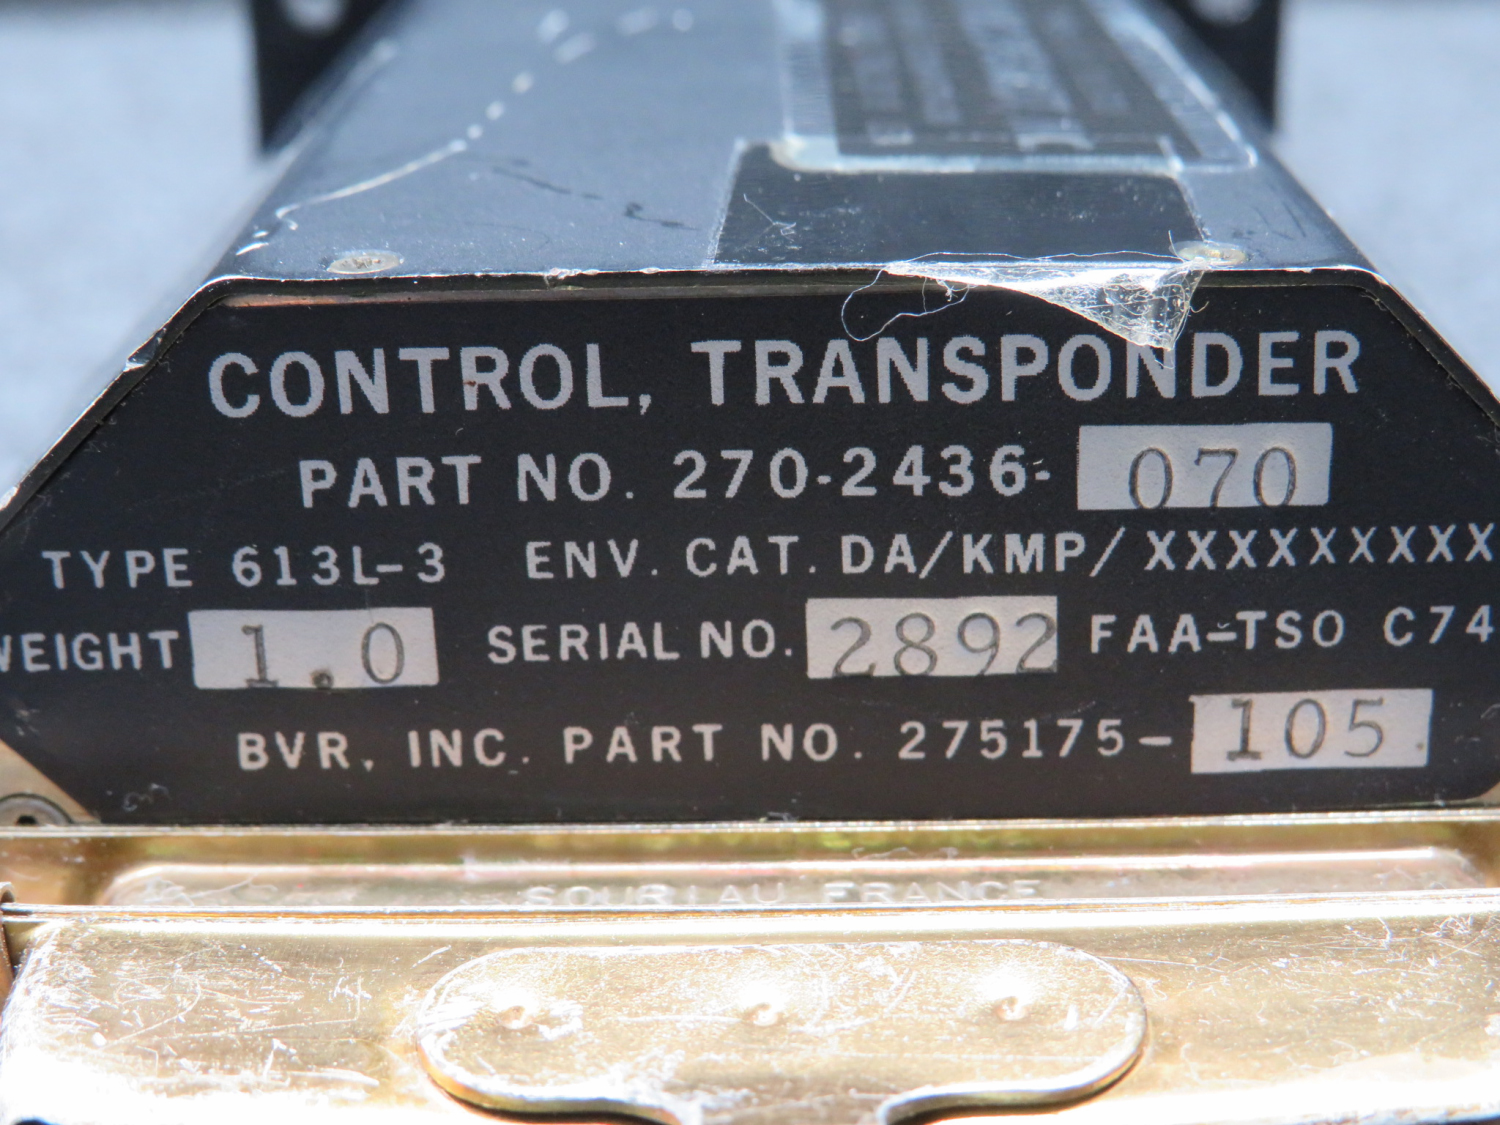 CONTROL, TRANSPONDER
PART NO. 270-2436-070
TYPE 613L-3 ENV. CAT. DA/KMP/XXXXXXXXX
WEIGHT 1.0 SERIAL NO. 2892 FAA-TSO C74
BVR, INC. PART NO. 275175-105
SOURIAU FRANCE